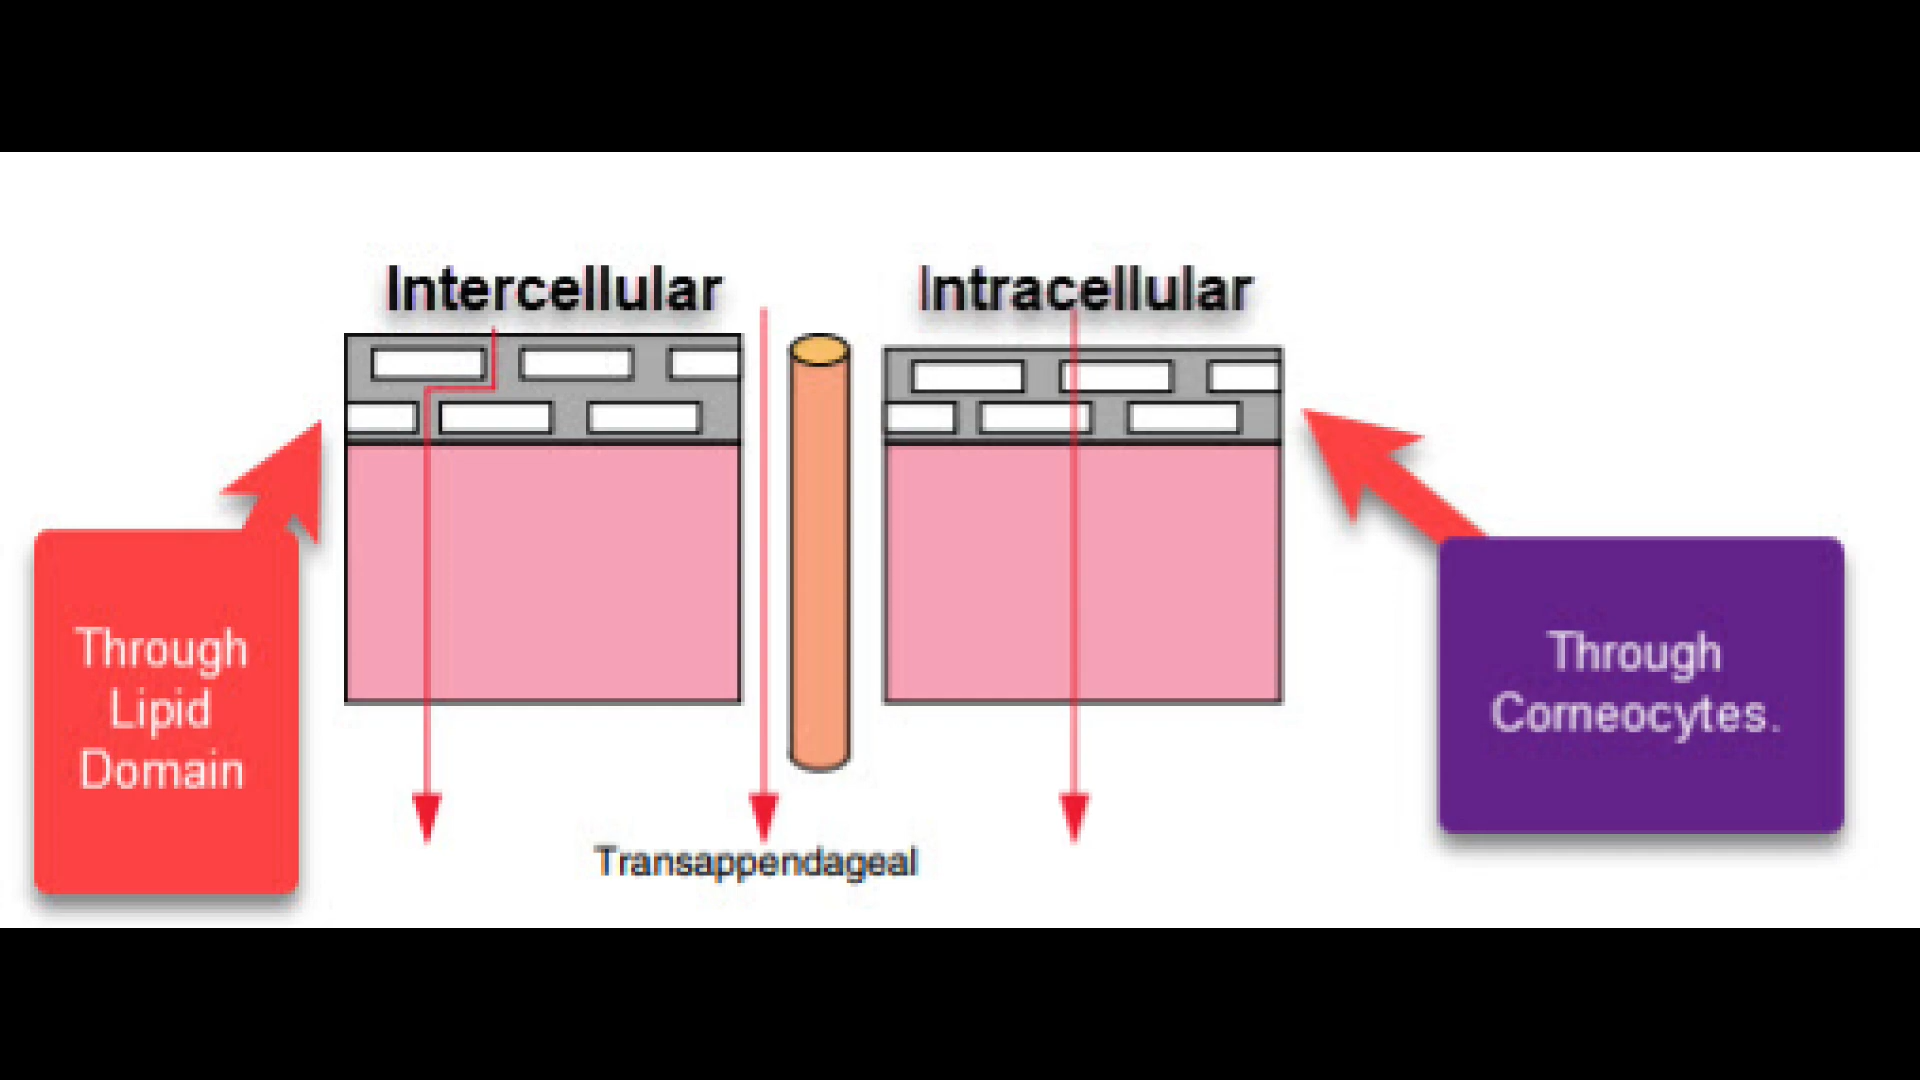 Intercellular
Intracellular
Through
Lipid
Domain
Through
Corneocytes.
Transappendageal